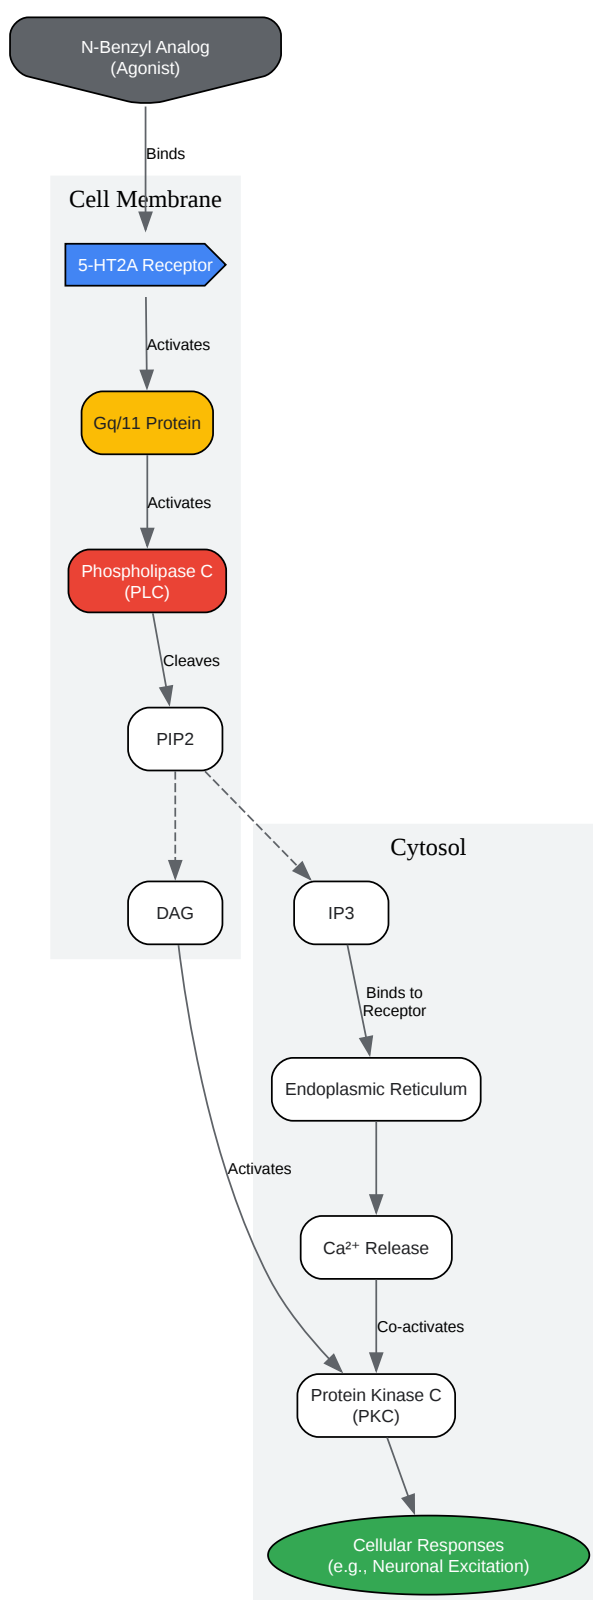 N-Benzyl Analog
(Agonist)
Binds
Cell Membrane
5-HT2A Receptor
Activates
Gq/11 Protein
Activates
Phospholipase C
(PLC)
Cleaves
PIP2
Cytosol
DAG
IP3
Binds to
Receptor
Endoplasmic Reticulum
Activates
Ca²⁺ Release
Co-activates
Protein Kinase C
(PKC)
Cellular Responses
(e.g., Neuronal Excitation)